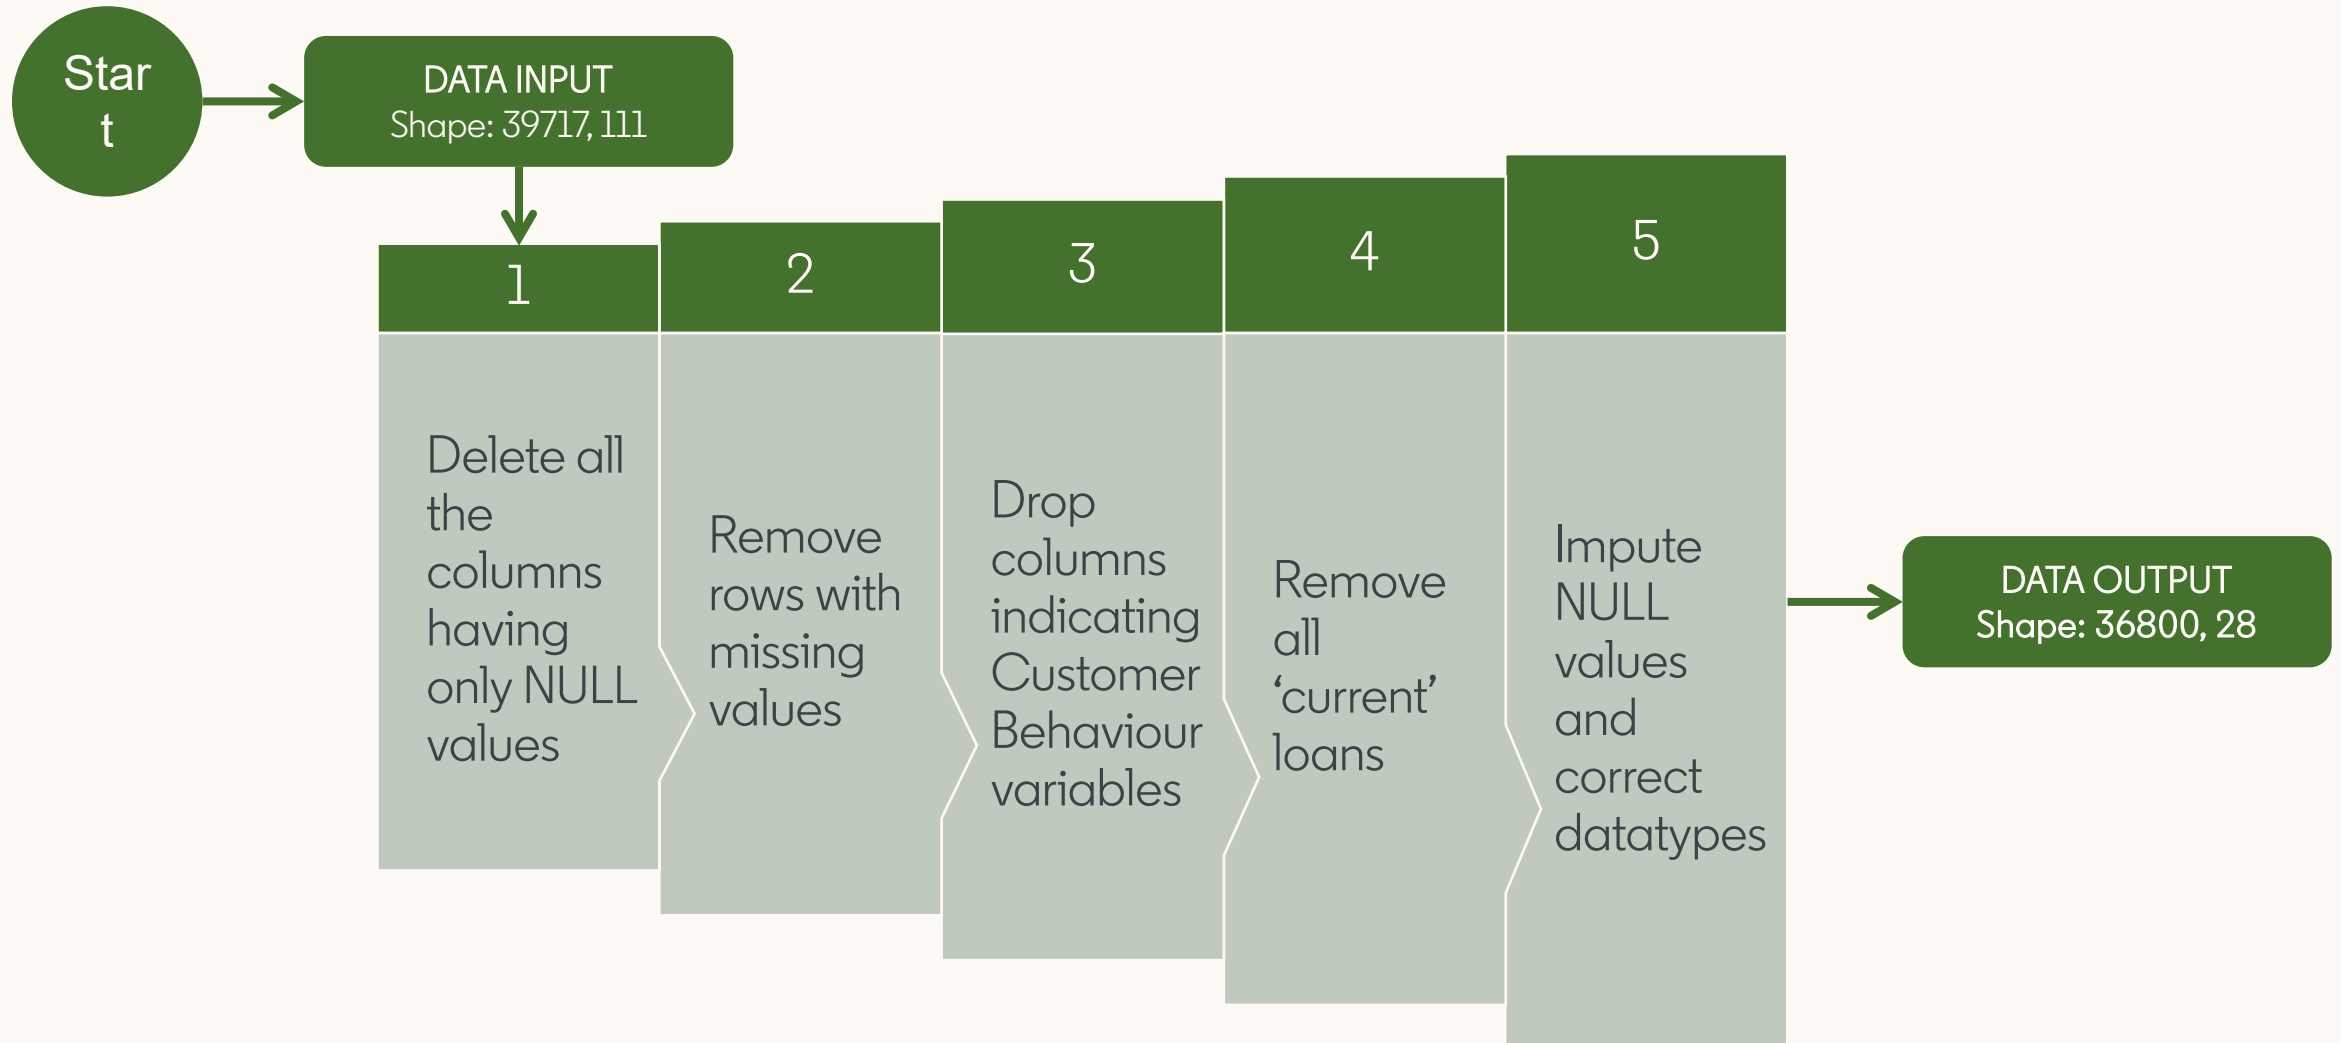 Star
t
DATA INPUT
Shape: 39717, 111
1
Delete all
the
columns
having
only NULL
values
2
Remove
rows with
missing
values
3
Drop
columns
indicating
Customer
Behaviour
variables
4
Remove
all
‘current’
loans
5
Impute
NULL
values
and
correct
datatypes
DATA OUTPUT
Shape: 36800, 28